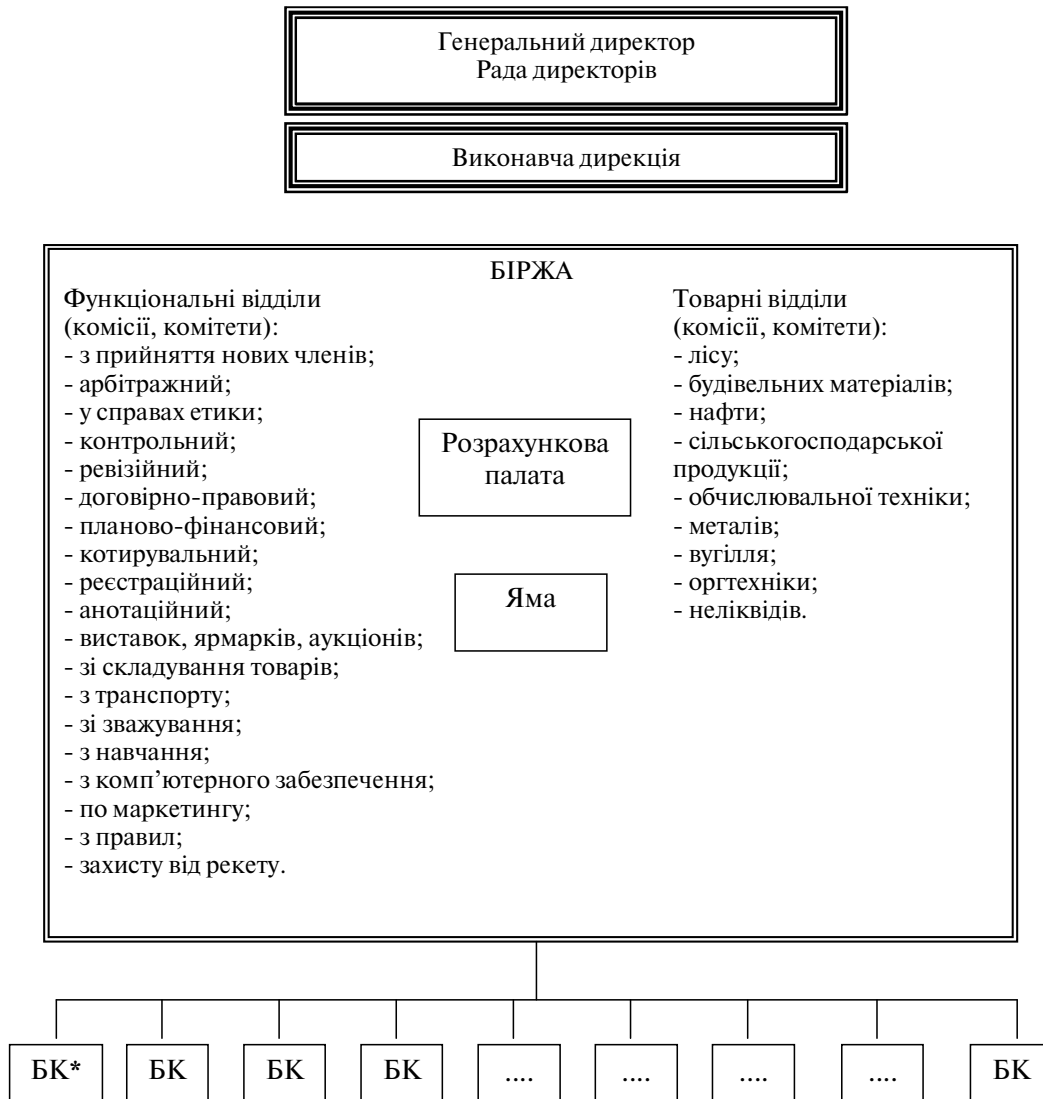 Генеральний директор
Рада директорів
Виконавча дирекція
БІРЖА
Функціональні відділи
(комісії, комітети):
- з прийняття нових членів;
- арбітражний;
- у справах етики;
- контрольний;
- ревізійний;
- договірно-правовий;
- планово-фінансовий;
- котирувальний;
- реєстраційний;
- анотаційний;
- виставок, ярмарків, аукціонів;
- зі складування товарів;
- з транспорту;
- зі зважування;
- з навчання;
- з комп’ютерного забезпечення;
- по маркетингу;
- з правил;
- захисту від рекету.
Розрахункова
палата
Яма
Товарні відділи
(комісії, комітети):
- лісу;
- будівельних матеріалів;
- нафти;
- сільськогосподарської
продукції;
- обчислювальної техніки;
- металів;
- вугілля;
- оргтехніки;
- неліквідів.
БК*
БК
БК
БК
....
....
....
....
БК